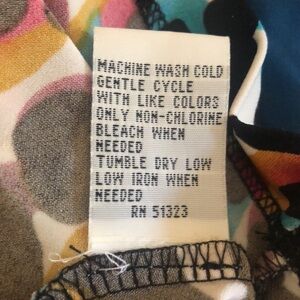 MACHINE WASH COLD
GENTLE CYCLE
WITH LIKE COLORS
ONLY NON-CHLORINE
BLEACH WHEN
NEEDED
TUMBLE DRY LOW
LOW IRON WHEN
NEEDED
RN 51323